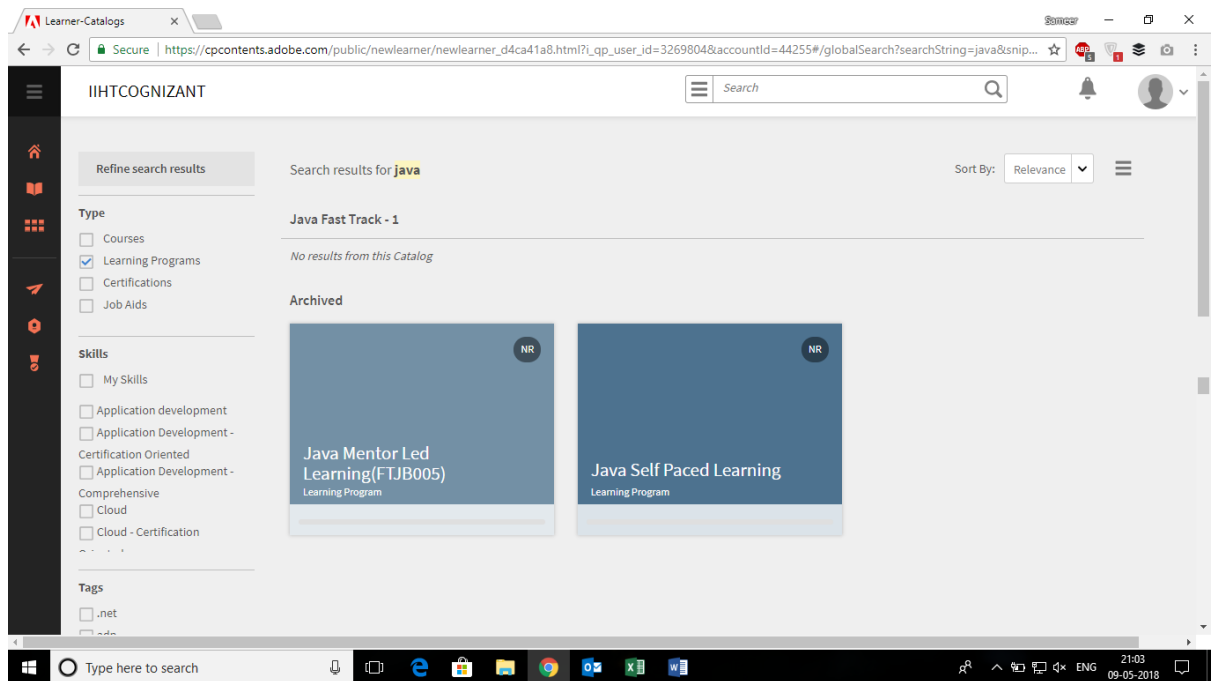 Learner-Catalogs
Sameer
Secure | https://cpcontents.adobe.com/public/newlearner/newlearner_d4ca41a8.html?i_qp_user_id=3269804&accountId=44255#/globalSearch?searchString=java&snip...
ABP
5
1
IIHTCOGNIZANT
Search
Refine search results
Search results for java
Sort By: Relevance
Type
Courses
Learning Programs
Certifications
Job Aids
Java Fast Track - 1
No results from this Catalog
Archived
NR
Java Mentor Led
Learning(FTJB005)
Learning Program
NR
Java Self Paced Learning
Learning Program
Skills
My Skills
Application development
Application Development -
Certification Oriented
Application Development -
Comprehensive
Cloud
Cloud - Certification
Tags
.net
Type here to search
ENG
21:03
09-05-2018